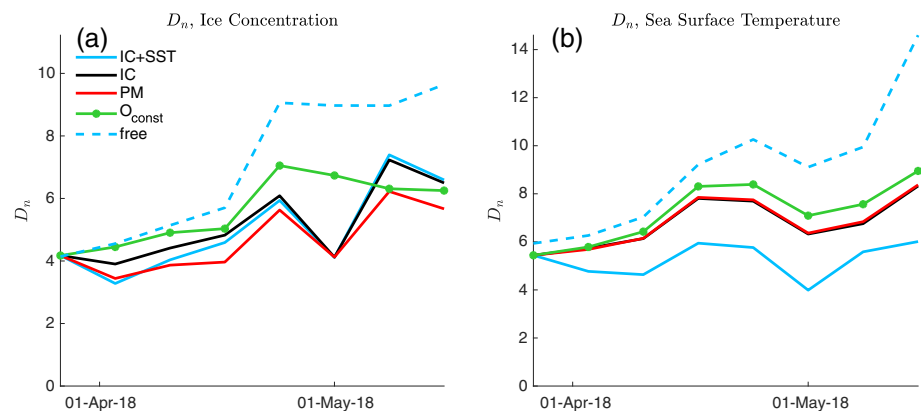 D_n, Ice Concentration
(a)
IC+SST
IC
PM
O_const
free
D_n
10
8
6
4
2
0
01-Apr-18
01-May-18
D_n, Sea Surface Temperature
(b)
D_n
14
12
10
8
6
4
2
0
01-Apr-18
01-May-18